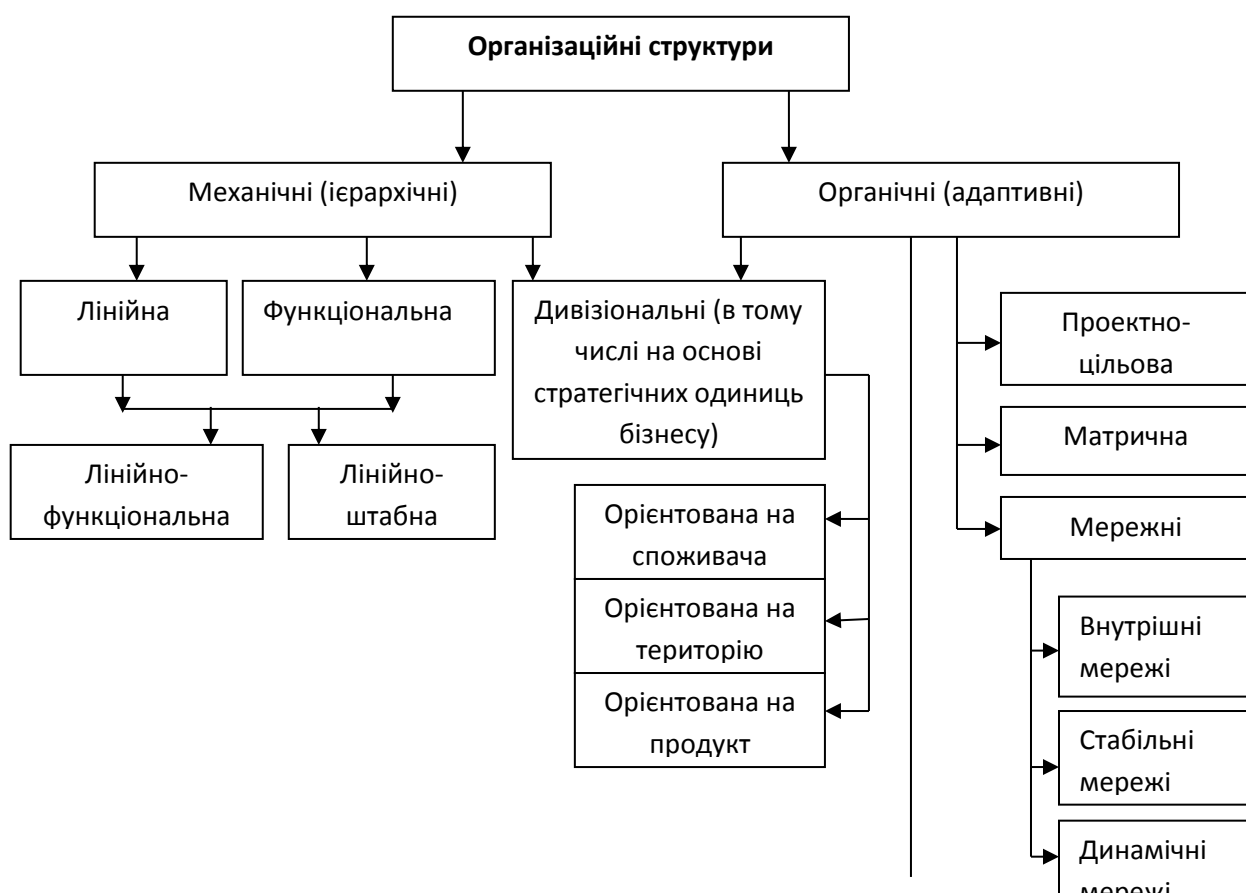 Організаційні структури
Механічні (ієрархічні)
Органічні (адаптивні)
Лінійна
Функціональна
Дивізіональні (в тому
числі на основі
стратегічних одиниць
бізнесу)
Проектно-
цільова
Матрична
Мережні
Лінійно-
функціональна
Лінійно-
штабна
Орієнтована на
споживача
Орієнтована на
територію
Орієнтована на
продукт
Внутрішні
мережі
Стабільні
мережі
Динамічні
мережі